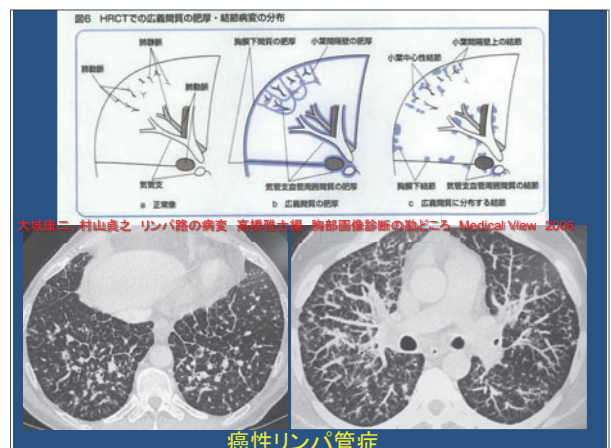 図6 HRCTでの広義間質の肥厚・結節病変の分布
肺静脈
肺動脈
肺動脈
気管支
a 正常像
胸膜下間質の肥厚
小葉間隔壁の肥厚
気管支血管周囲間質の肥厚
b 広義間質の肥厚
小葉間隔壁上の結節
小葉中心性結節
胸膜下結節
気管支血管周囲間質の結節
c 広義間質に分布する結節
大城康二、村山貞之 リンパ路の病変 高橋雅士編 胸部画像診断の勘どころ Medical View 2006
癌性リンパ管症